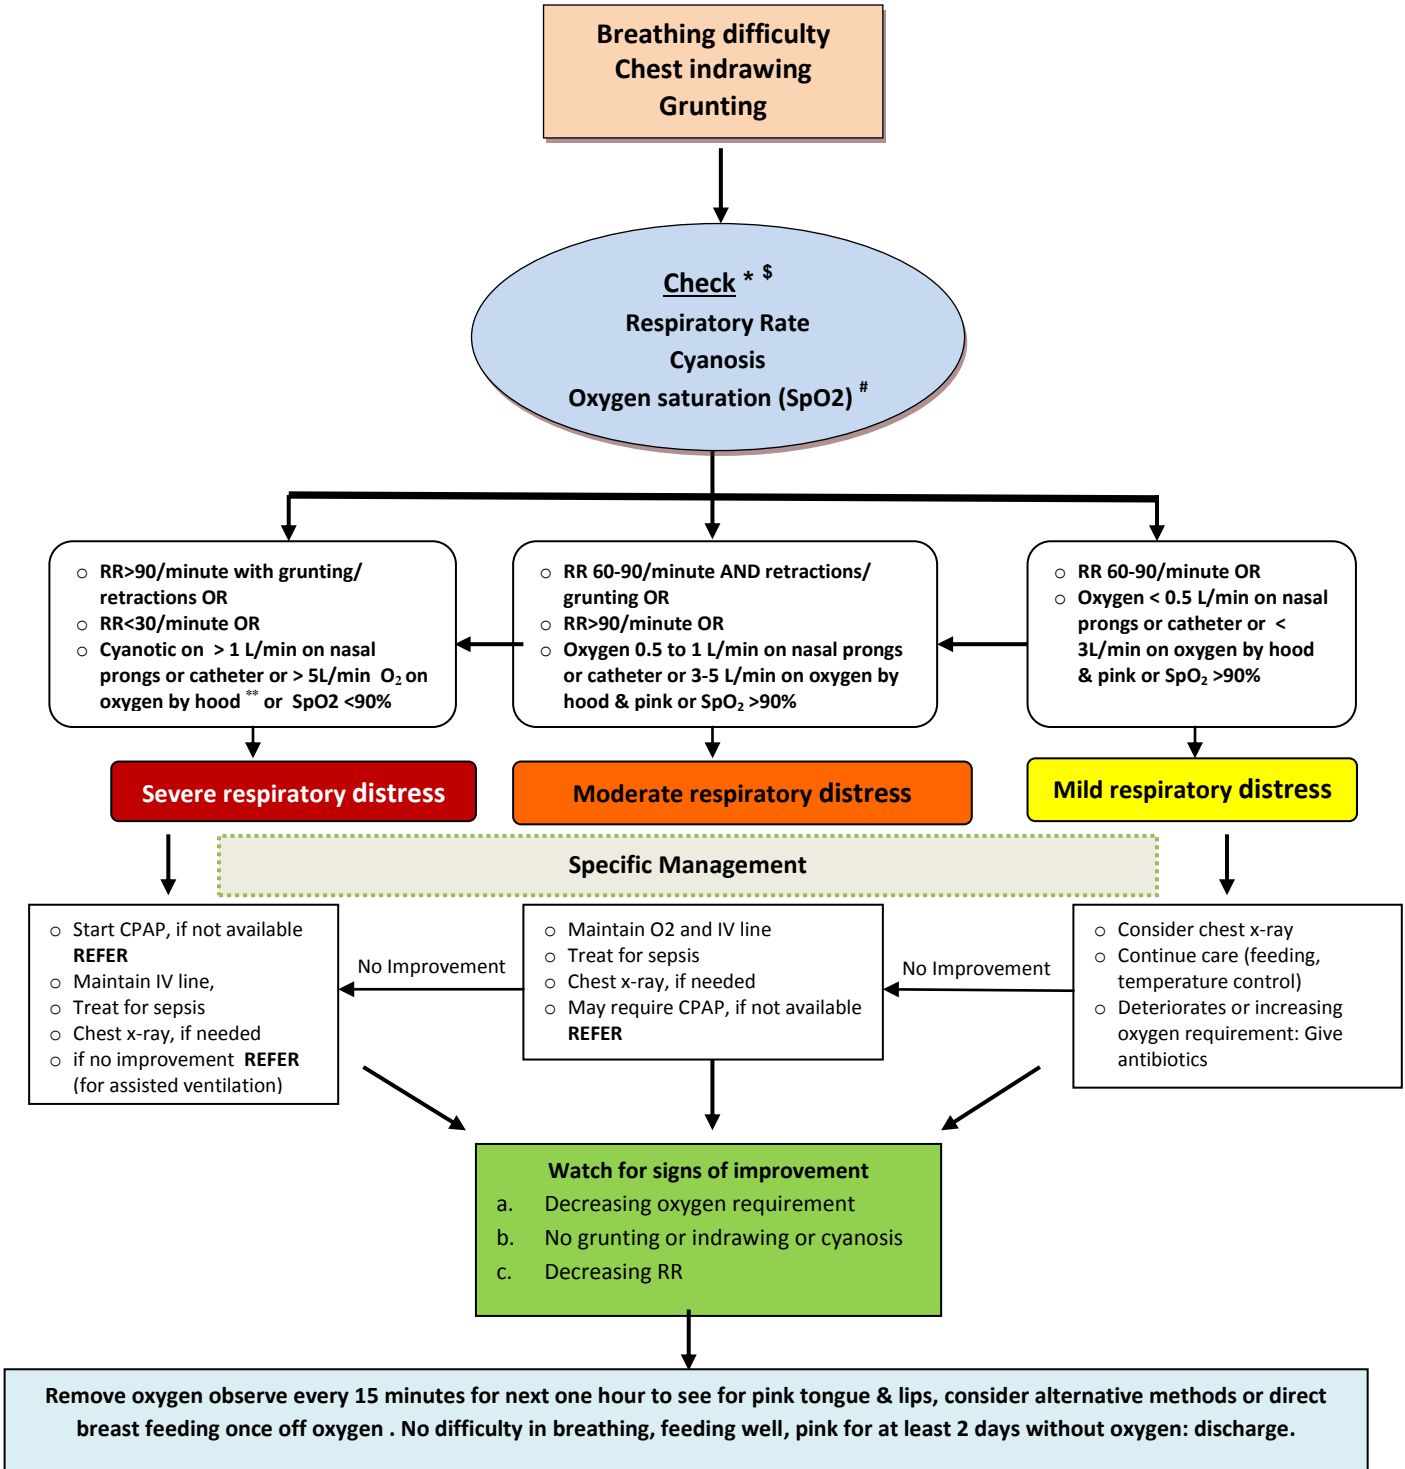 Breathing difficulty
Chest indrawing
Grunting
Check * $
Respiratory Rate
Cyanosis
Oxygen saturation (SpO2) #
○ RR>90/minute with grunting/
retractions OR
○ RR<30/minute OR
○ Cyanotic on > 1 L/min on nasal
prongs or catheter or > 5L/min O₂ on
oxygen by hood ** or SpO2 <90%
○ RR 60-90/minute AND retractions/
grunting OR
○ RR>90/minute OR
○ Oxygen 0.5 to 1 L/min on nasal prongs
or catheter or 3-5 L/min on oxygen by
hood & pink or SpO₂ >90%
○ RR 60-90/minute OR
○ Oxygen < 0.5 L/min on nasal
prongs or catheter or <
3L/min on oxygen by hood
& pink or SpO₂ >90%
Severe respiratory distress
Moderate respiratory distress
Mild respiratory distress
Specific Management
○ Start CPAP, if not available
REFER
○ Maintain IV line,
○ Treat for sepsis
○ Chest x-ray, if needed
○ if no improvement REFER
(for assisted ventilation)
No Improvement
○ Maintain O2 and IV line
○ Treat for sepsis
○ Chest x-ray, if needed
○ May require CPAP, if not available
REFER
No Improvement
○ Consider chest x-ray
○ Continue care (feeding,
temperature control)
○ Deteriorates or increasing
oxygen requirement: Give
antibiotics
Watch for signs of improvement
a. Decreasing oxygen requirement
b. No grunting or indrawing or cyanosis
c. Decreasing RR
Remove oxygen observe every 15 minutes for next one hour to see for pink tongue & lips, consider alternative methods or direct
breast feeding once off oxygen . No difficulty in breathing, feeding well, pink for at least 2 days without oxygen: discharge.